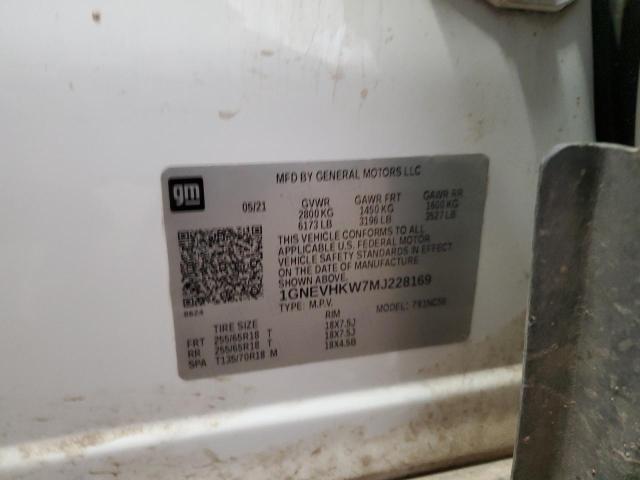 MFD BY GENERAL MOTORS LLC
gm
05/21 GVWR GAWR FRT GAWR RR
2800 KG 1450 KG 1600 KG
6173 LB 3196 LB 3527 LB
THIS VEHICLE CONFORMS TO ALL
APPLICABLE U.S. FEDERAL MOTOR
VEHICLE SAFETY STANDARDS IN EFFECT
ON THE DATE OF MANUFACTURE
SHOWN ABOVE.
1GNEVHKW7MJ228169
8624 TYPE: M.P.V. MODEL:
TIRE SIZE RIM
FRT 255/65R18 T 18X7.5J
RR 255/65R18 T 18X7.5J
SPA T135/70R18 M 18X4.5B